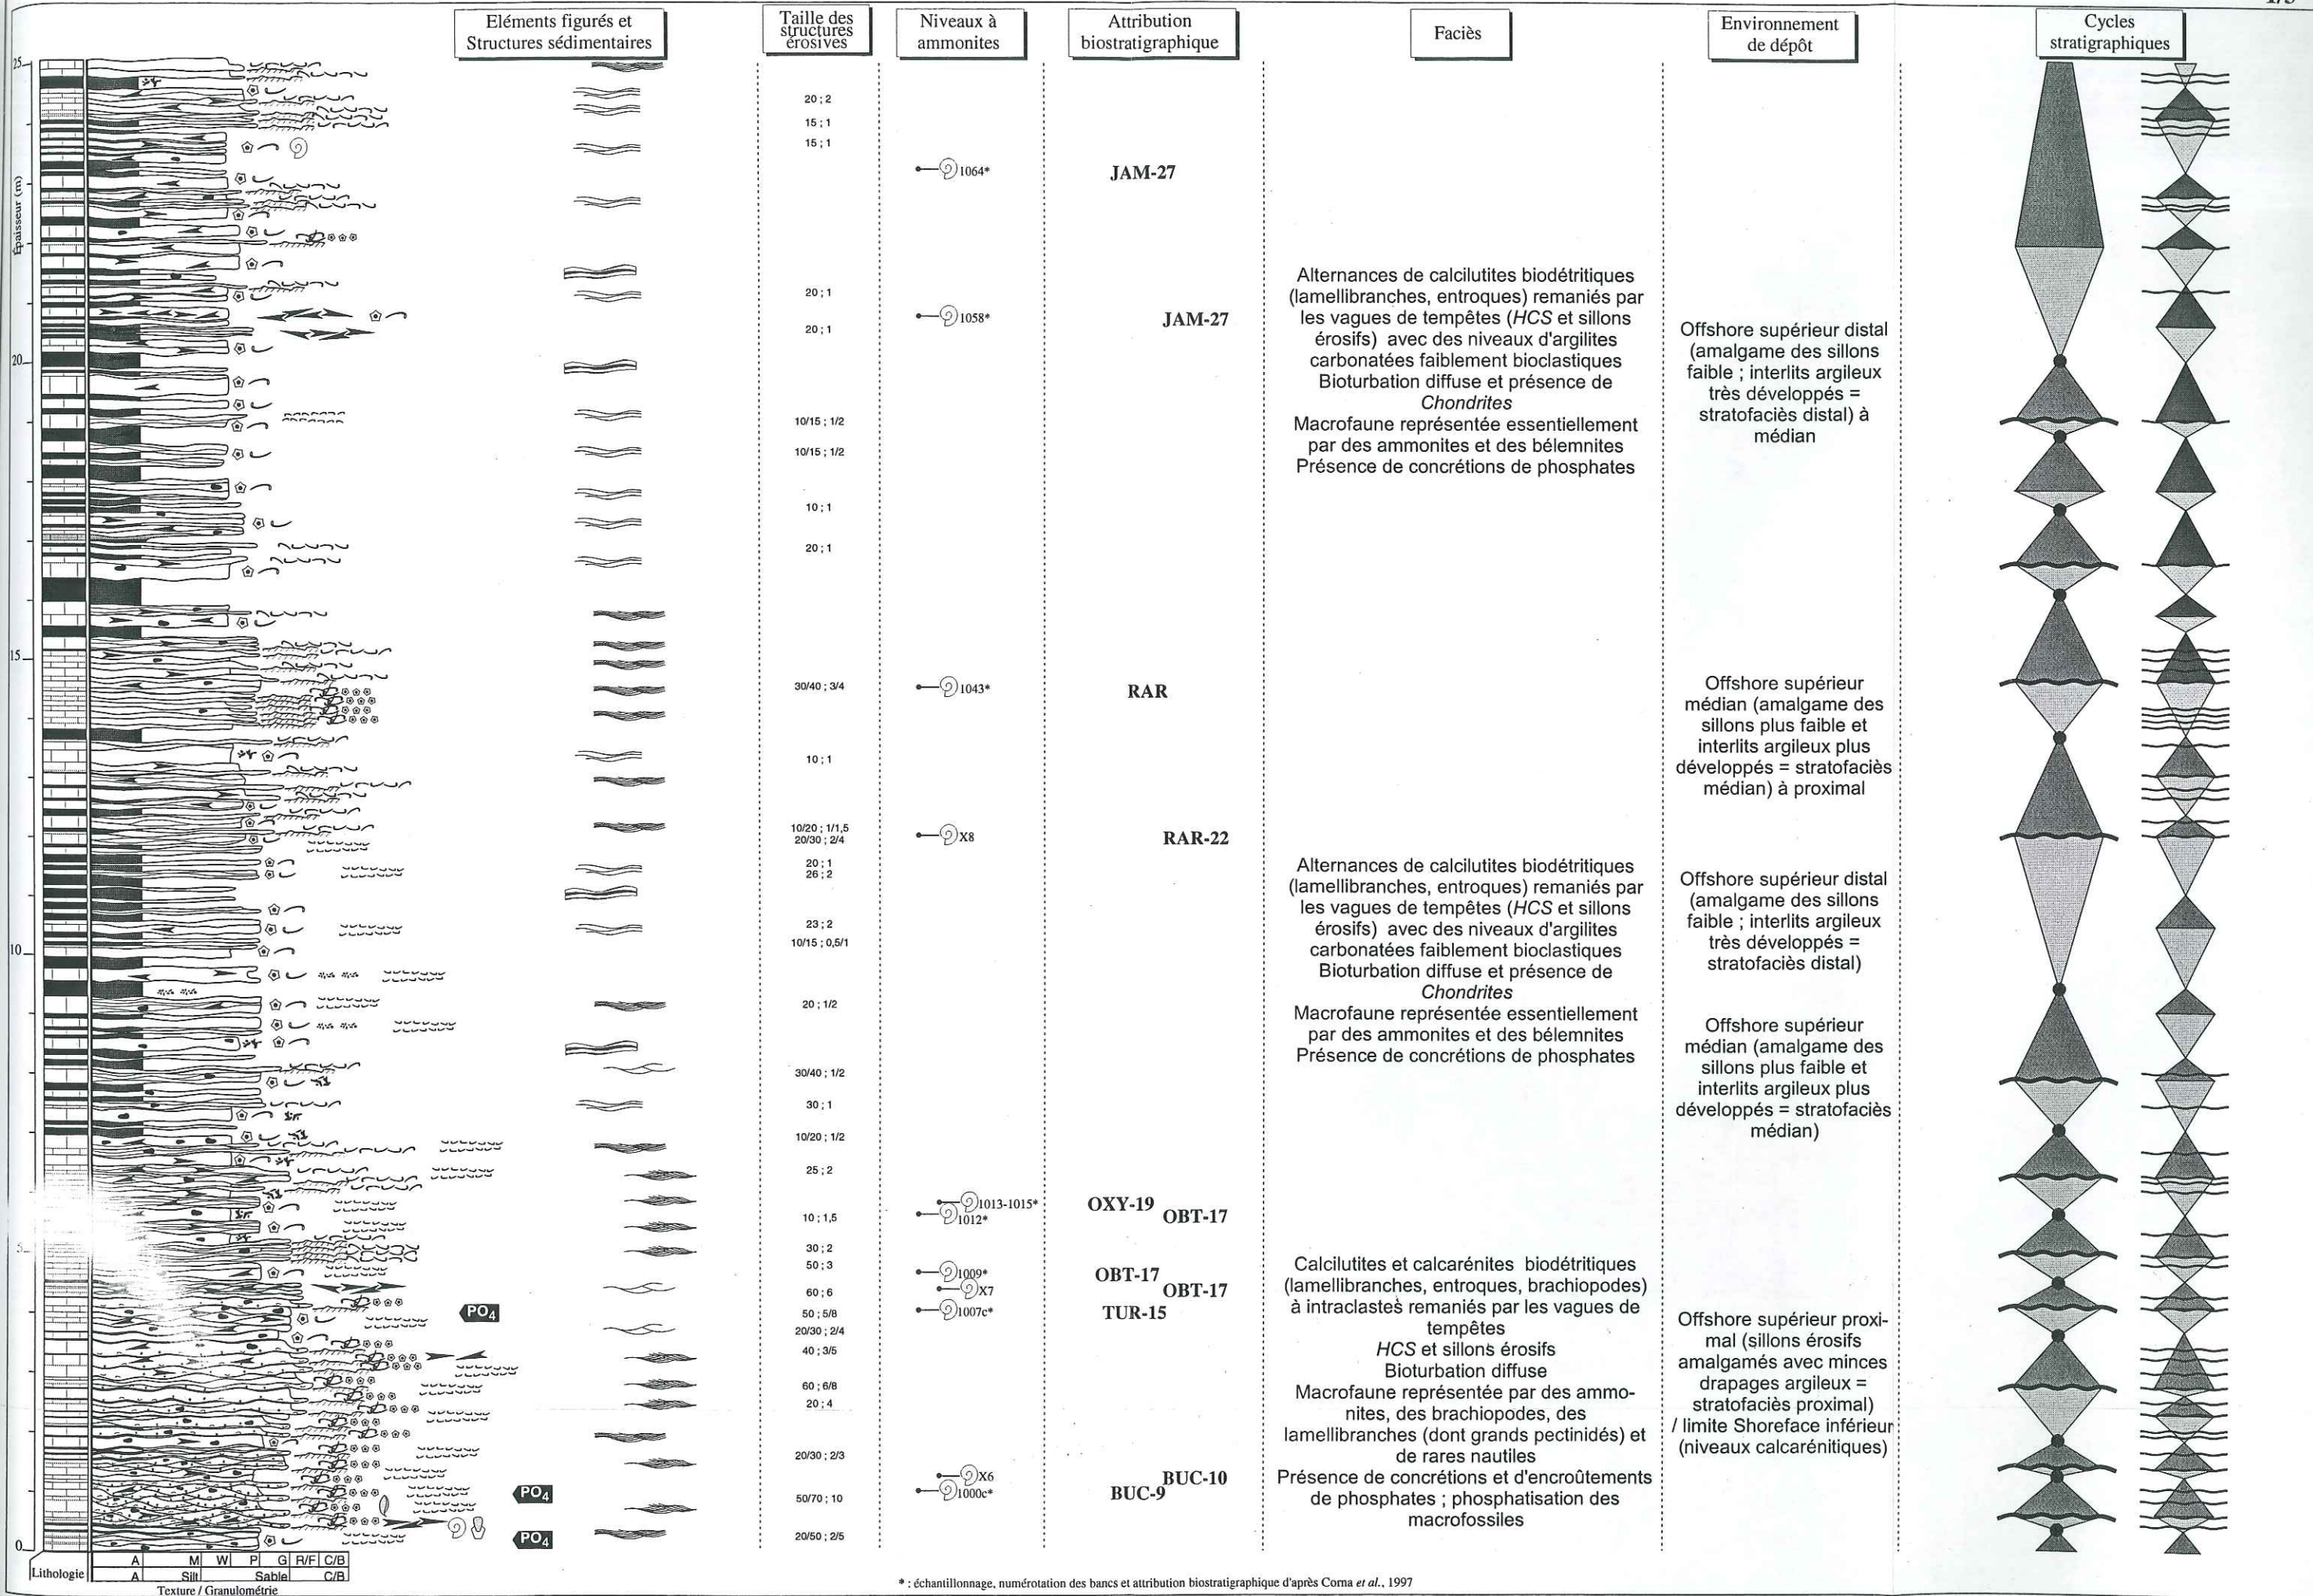 1/3
Eléments figurés et
Structures sédimentaires
Taille des
structures
érosives
Niveaux à
ammonites
Attribution
biostratigraphique
Faciès
Environnement
de dépôt
Cycles
stratigraphiques
Epaisseur (m)
25
20
15
10
5
0
20 ; 2
15 ; 1
15 ; 1
20 ; 1
20 ; 1
10/15 ; 1/2
10/15 ; 1/2
10 ; 1
20 ; 1
30/40 ; 3/4
10 ; 1
10/20 ; 1/1,5
20/30 ; 2/4
20 ; 1
26 ; 2
23 ; 2
10/15 ; 0,5/1
20 ; 1/2
30/40 ; 1/2
30 ; 1
10/20 ; 1/2
25 ; 2
10 ; 1,5
30 ; 2
50 ; 3
60 ; 6
50 ; 5/8
20/30 ; 2/4
40 ; 3/5
60 ; 6/8
20 ; 4
20/30 ; 2/3
50/70 ; 10
20/50 ; 2/5
PO4
PO4
PO4
1064*
1058*
1043*
X8
1013-1015*
1012*
1009*
X7
1007c*
X6
1000c*
JAM-27
JAM-27
RAR
RAR-22
OXY-19
OBT-17
OBT-17
OBT-17
TUR-15
BUC-10
BUC-9
Alternances de calcilutites biodétritiques
(lamellibranches, entroques) remaniés par
les vagues de tempêtes (HCS et sillons
érosifs) avec des niveaux d'argilites
carbonatées faiblement bioclastiques
Bioturbation diffuse et présence de
Chondrites
Macrofaune représentée essentiellement
par des ammonites et des bélemnites
Présence de concrétions de phosphates
Alternances de calcilutites biodétritiques
(lamellibranches, entroques) remaniés par
les vagues de tempêtes (HCS et sillons
érosifs) avec des niveaux d'argilites
carbonatées faiblement bioclastiques
Bioturbation diffuse et présence de
Chondrites
Macrofaune représentée essentiellement
par des ammonites et des bélemnites
Présence de concrétions de phosphates
Calcilutites et calcarénites biodétritiques
(lamellibranches, entroques, brachiopodes)
à intraclastes remaniés par les vagues de
tempêtes
HCS et sillons érosifs
Bioturbation diffuse
Macrofaune représentée par des ammo-
nites, des brachiopodes, des
lamellibranches (dont grands pectinidés) et
de rares nautiles
Présence de concrétions et d'encroûtements
de phosphates ; phosphatisation des
macrofossiles
Offshore supérieur distal
(amalgame des sillons
faible ; interlits argileux
très développés =
stratofaciès distal) à
médian
Offshore supérieur
médian (amalgame des
sillons plus faible et
interlits argileux plus
développés = stratofaciès
médian) à proximal
Offshore supérieur distal
(amalgame des sillons
faible ; interlits argileux
très développés =
stratofaciès distal)
Offshore supérieur
médian (amalgame des
sillons plus faible et
interlits argileux plus
développés = stratofaciès
médian)
Offshore supérieur proxi-
mal (sillons érosifs
amalgamés avec minces
drapages argileux =
stratofaciès proximal)
/ limite Shoreface inférieur
(niveaux calcarénitiques)
Lithologie
A M W P G R/F C/B
A Silt Sable C/B
Texture / Granulométrie
* : échantillonnage, numérotation des bancs et attribution biostratigraphique d'après Corna et al., 1997